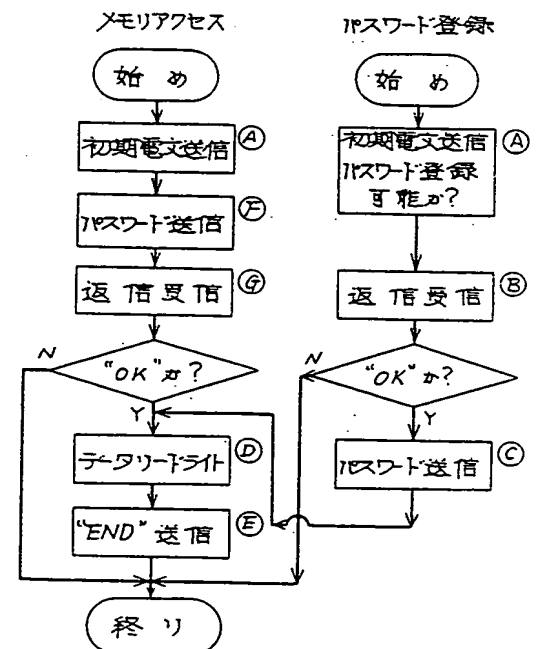 メモリアクセス
始め
初期電文送信
Ⓐ
パスワード送信
Ⓕ
返信受信
Ⓖ
"OK"か?
N
Y
データリードライト
Ⓓ
"END"送信
Ⓔ
終り
パスワード登録
始め
初期電文送信
パスワード登録
可能か?
Ⓐ
返信受信
Ⓑ
"OK"か?
N
Y
パスワード送信
Ⓒ